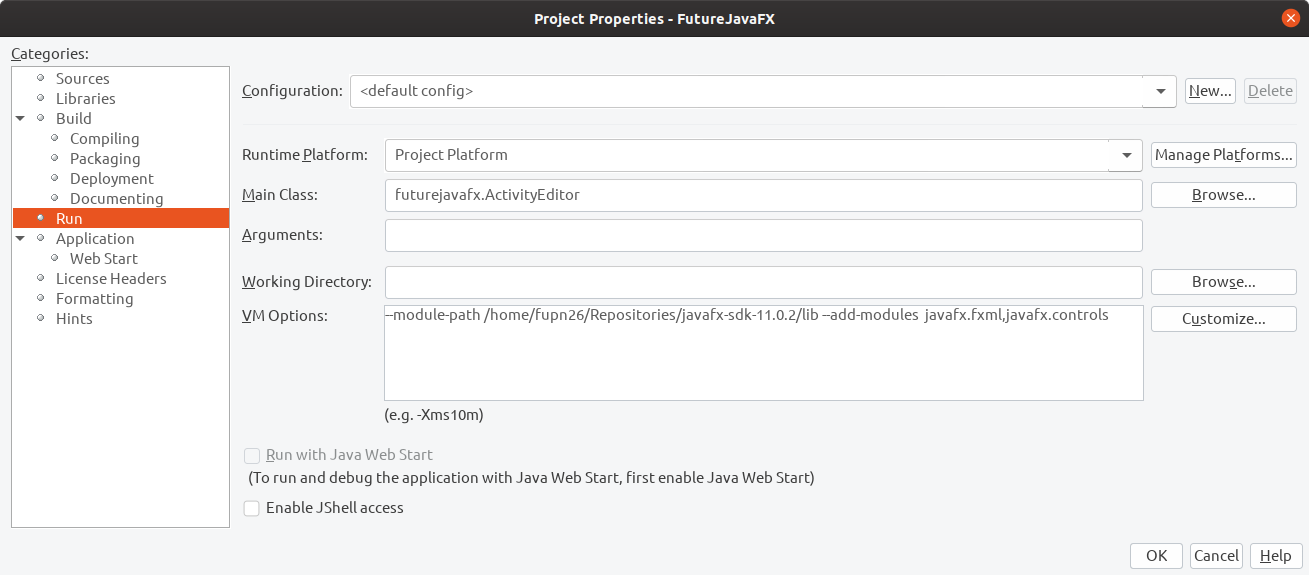 Project Properties - FutureJavaFX
Categories:
Sources
Libraries
Build
Compiling
Packaging
Deployment
Documenting
Run
Application
Web Start
License Headers
Formatting
Hints
Configuration: <default config> New... Delete
Runtime Platform: Project Platform Manage Platforms...
Main Class: futurejavafx.ActivityEditor Browse...
Arguments:
Working Directory: Browse...
VM Options: --module-path /home/fupn26/Repositories/javafx-sdk-11.0.2/lib --add-modules javafx.fxml,javafx.controls Customize...
(e.g. -Xms10m)
Run with Java Web Start
(To run and debug the application with Java Web Start, first enable Java Web Start)
Enable JShell access
OK Cancel Help